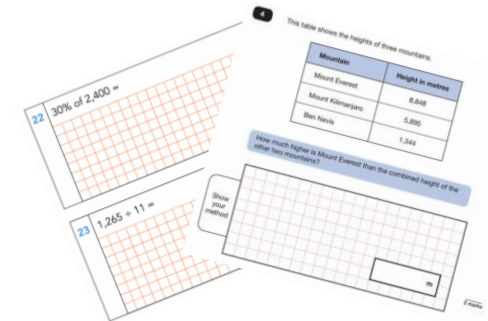 22
30% of 2,400 =
23
1,265 ÷ 11 =
4
This table shows the heights of three mountains.
Mountain Height in metres
Mount Everest 8,848
Mount Kilimanjaro 5,895
Ben Nevis 1,344
How much higher is Mount Everest than the combined height of the
other two mountains?
Show
your
method
m
2 marks